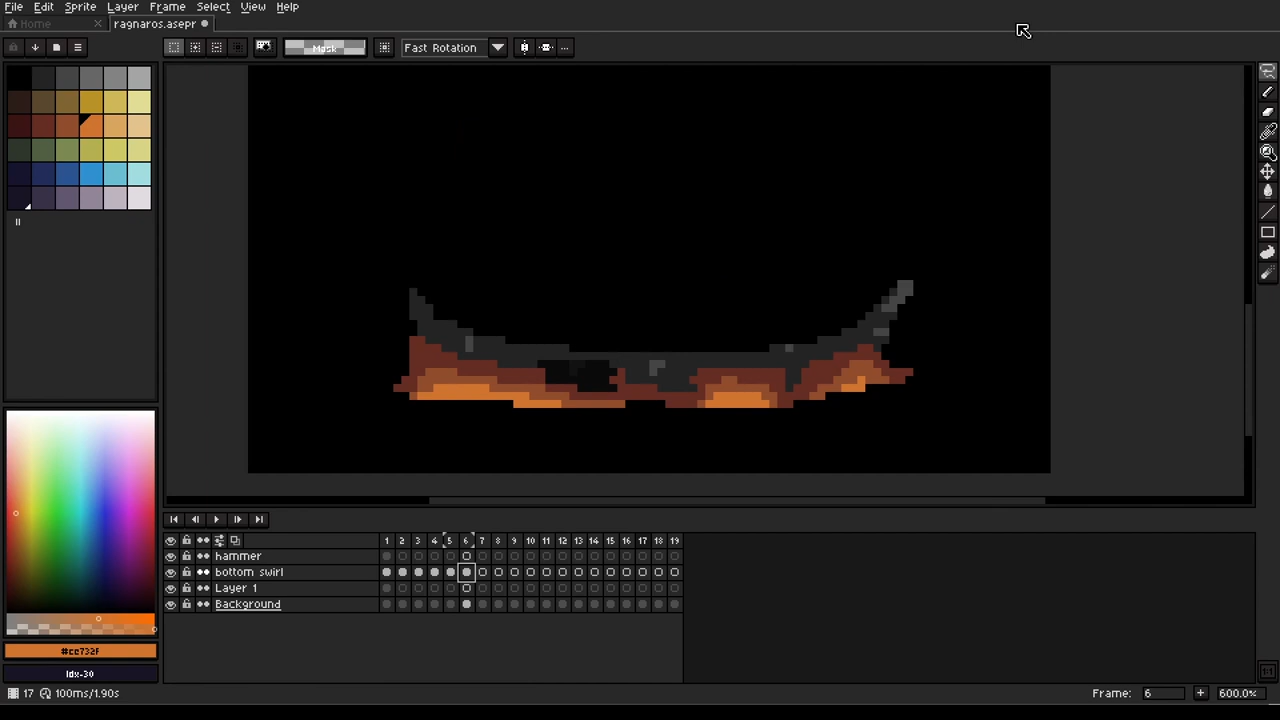 File Edit Sprite Layer Frame Select View Help
Home ragnaros.asepr
Mask Fast Rotation
1 2 3 4 5 6 7 8 9 10 11 12 13 14 15 16 17 18 19
hammer
bottom swirl
Layer 1
Background
#cc732F
Idx-30
17 100ms/1.90s Frame: 6 600.0%